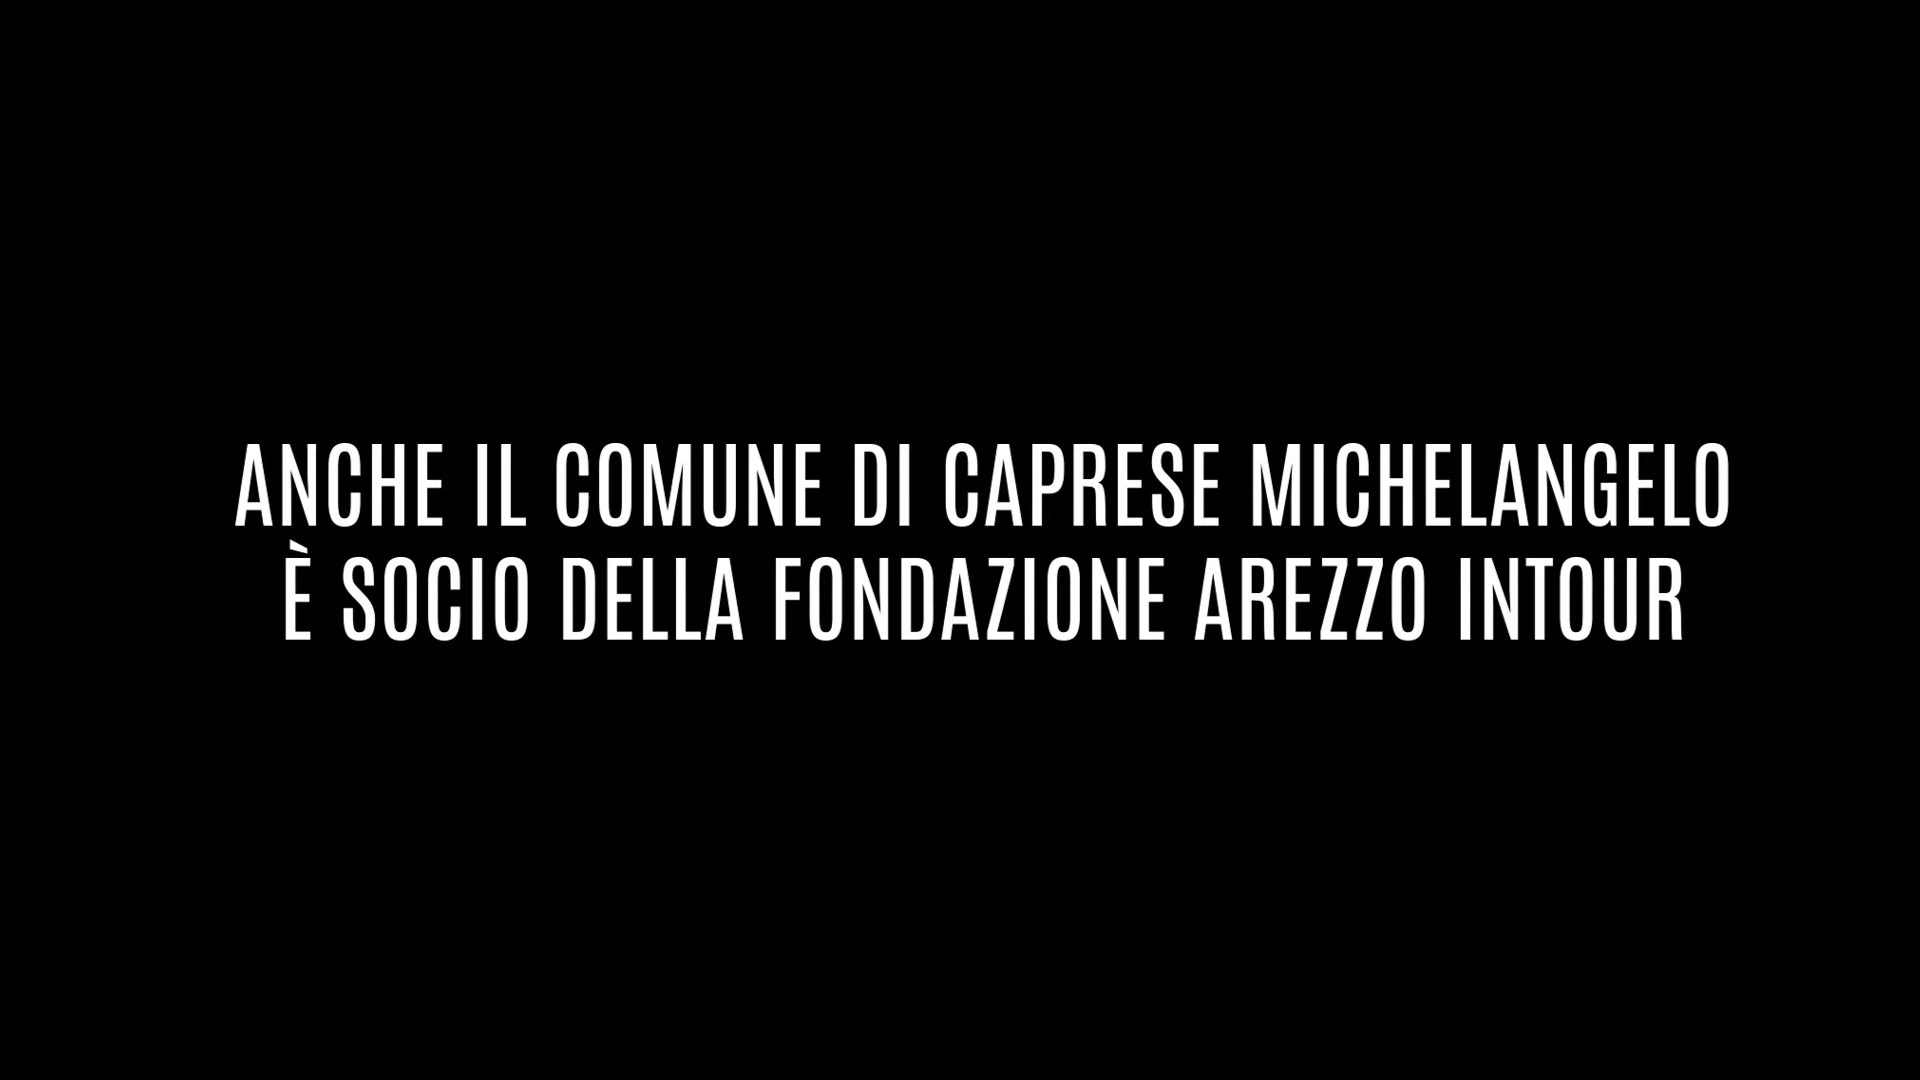 ANCHE IL COMUNE DI CAPRESE MICHELANGELO
È SOCIO DELLA FONDAZIONE AREZZO INTOUR